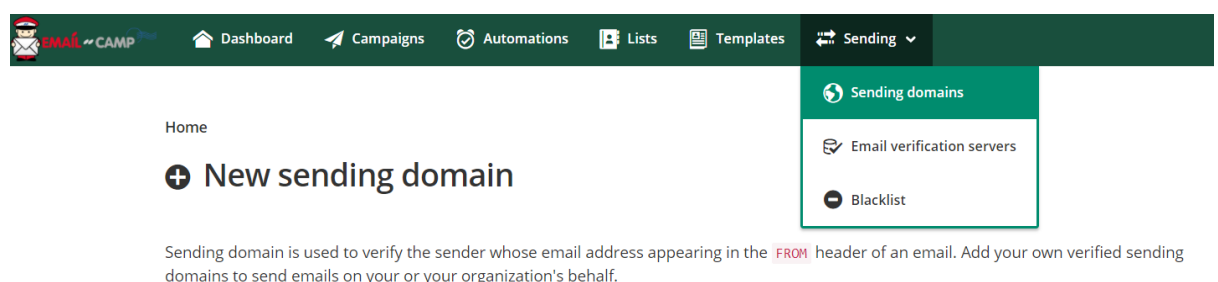 EMAIL ~ CAMP
Dashboard
Campaigns
Automations
Lists
Templates
Sending
Sending domains
Email verification servers
Blacklist
Home
New sending domain
Sending domain is used to verify the sender whose email address appearing in the FROM header of an email. Add your own verified sending
domains to send emails on your or your organization's behalf.